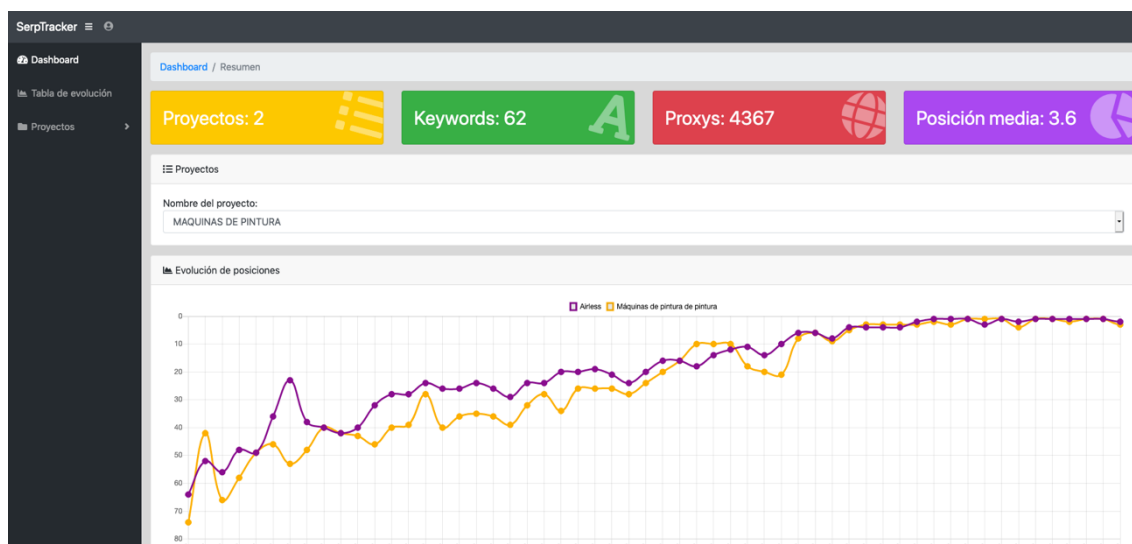 SerpTracker
Dashboard
Tabla de evolución
Proyectos
Dashboard / Resumen
Proyectos: 2
Keywords: 62
Proxys: 4367
Posición media: 3.6
Proyectos
Nombre del proyecto:
MAQUINAS DE PINTURA
Evolución de posiciones
Airless
Máquinas de pintura de pintura
0
10
20
30
40
50
60
70
80